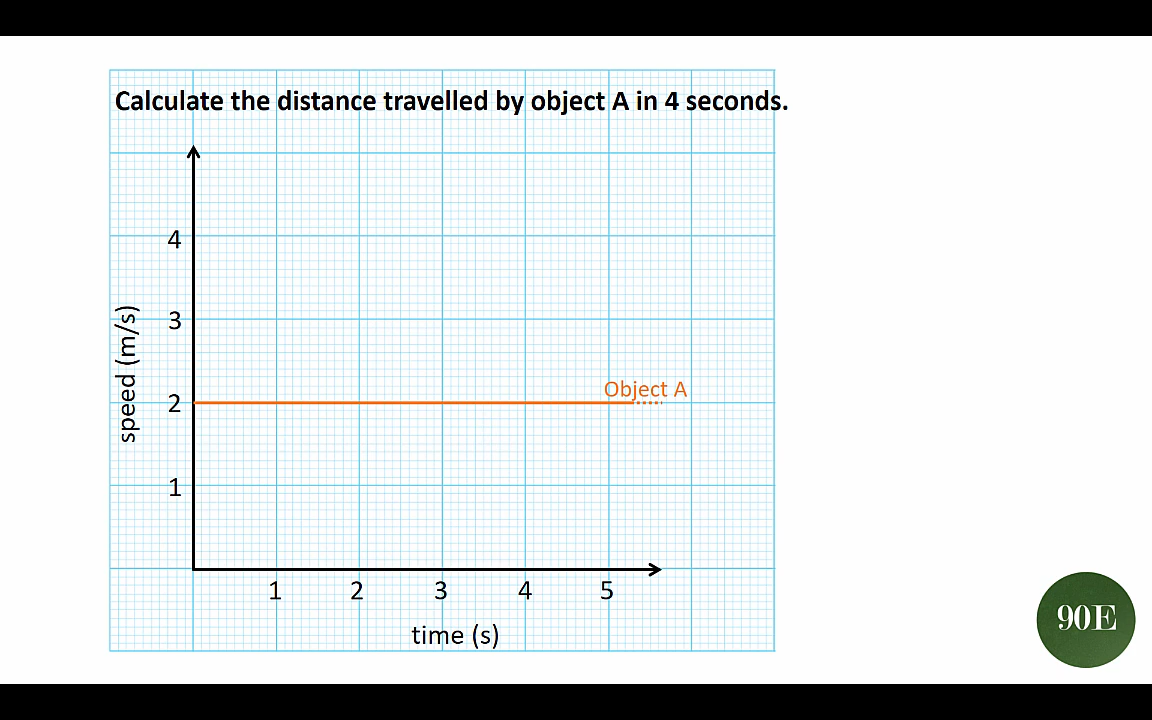 Calculate the distance travelled by object A in 4 seconds.
4
3
2
1
speed (m/s)
Object A
1 2 3 4 5
time (s)
90E